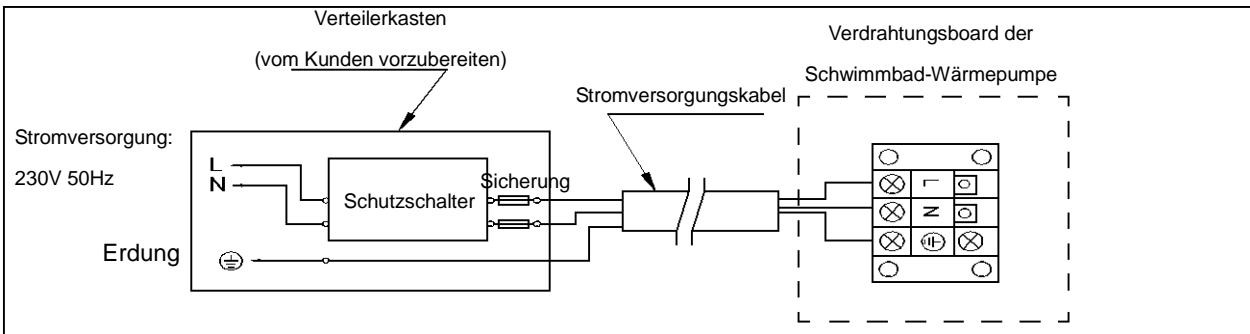 Verteilerkasten
(vom Kunden vorzubereiten)
Verdrahtungsboard der
Schwimmbad-Wärmepumpe
Stromversorgungskabel
Stromversorgung:
230V 50Hz
L
N
Schutzschalter
Sicherung
Erdung
L
N